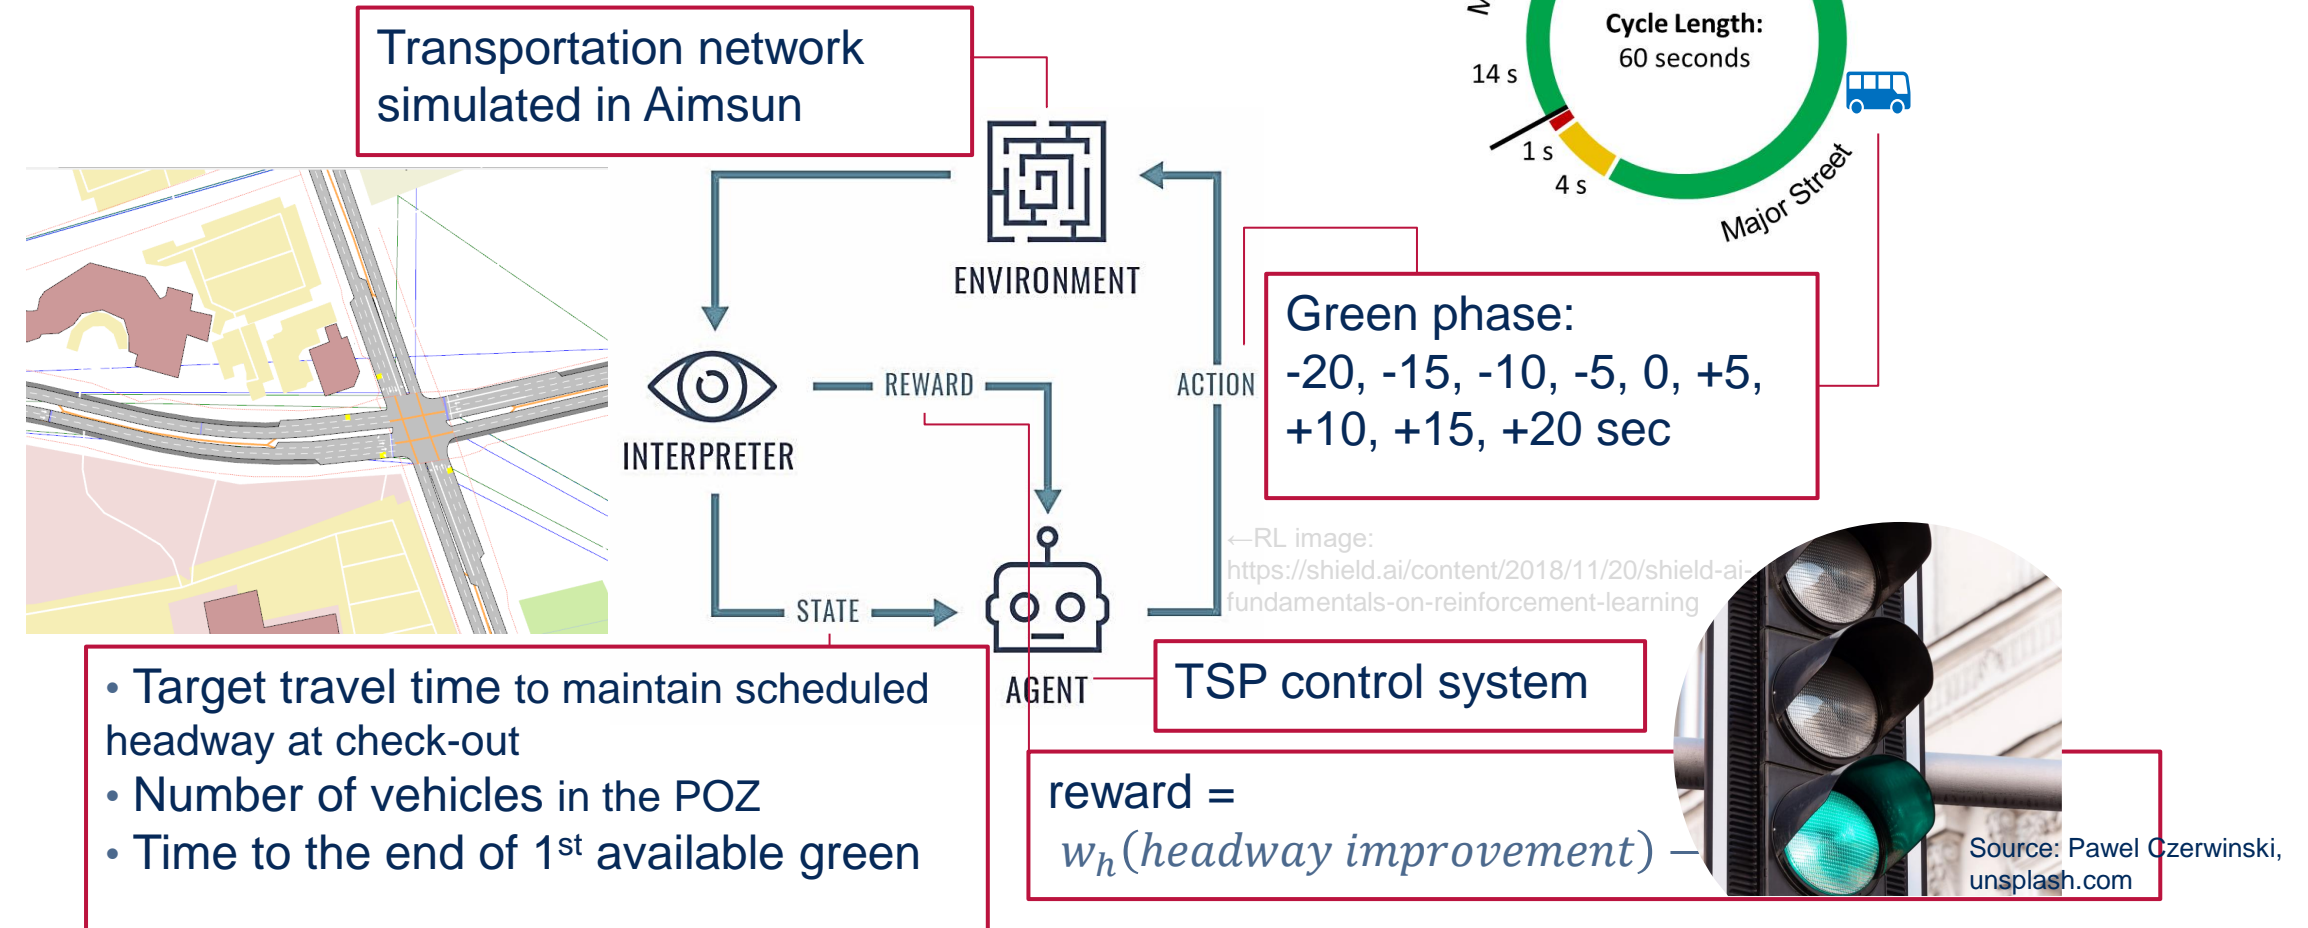 Transportation network
simulated in Aimsun
Cycle Length:
60 seconds
14 s
1 s
4 s
Major Street
ENVIRONMENT
Green phase:
-20, -15, -10, -5, 0, +5,
+10, +15, +20 sec
REWARD
ACTION
INTERPRETER
←RL image:
https://shield.ai/content/2018/11/20/shield-ai-
fundamentals-on-reinforcement-learning
STATE
AGENT
TSP control system
• Target travel time to maintain scheduled
headway at check-out
• Number of vehicles in the POZ
• Time to the end of 1st available green
reward =
w_h(headway improvement) −
Source: Pawel Czerwinski,
unsplash.com